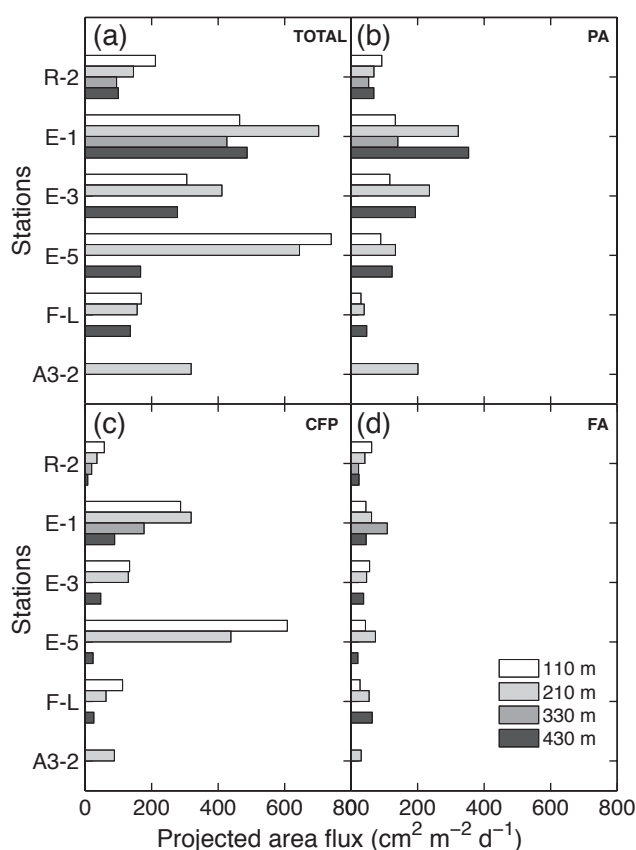 (a) TOTAL
(b) PA
R-2
E-1
E-3
E-5
F-L
A3-2
Stations
(c) CFP
(d) FA
R-2
E-1
E-3
E-5
F-L
A3-2
Stations
110 m
210 m
330 m
430 m
0 200 400 600 800 200 400 600 800
Projected area flux (cm² m⁻² d⁻¹)